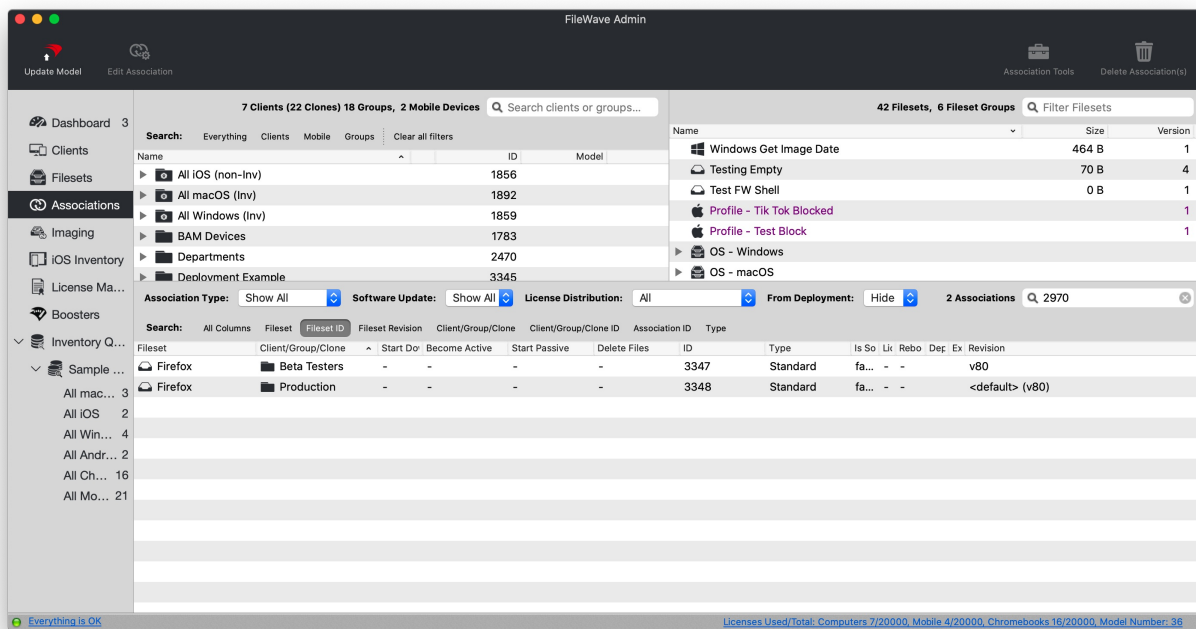 FileWave Admin
Update Model Edit Association Association Tools Delete Association(s)
Dashboard 3
Clients
Filesets
Associations
Imaging
iOS Inventory
License Ma...
Boosters
Inventory Q...
Sample ...
All mac... 3
All iOS 2
All Win... 4
All Andr... 2
All Ch... 16
All Mo... 21
7 Clients (22 Clones) 18 Groups, 2 Mobile Devices Search clients or groups...
Search: Everything Clients Mobile Groups Clear all filters
Name ID Model
All iOS (non-Inv) 1856
All macOS (Inv) 1892
All Windows (Inv) 1859
BAM Devices 1783
Departments 2470
Deployment Example 3345
42 Filesets, 6 Fileset Groups Filter Filesets
Name Size Version
Windows Get Image Date 464 B 1
Testing Empty 70 B 4
Test FW Shell 0 B 1
Profile - Tik Tok Blocked 1
Profile - Test Block 1
OS - Windows
OS - macOS
Association Type: Show All Software Update: Show All License Distribution: All From Deployment: Hide 2 Associations 2970
Search: All Columns Fileset Fileset ID Fileset Revision Client/Group/Clone Client/Group/Clone ID Association ID Type
Fileset Client/Group/Clone Start Do Become Active Start Passive Delete Files ID Type Is So Lic Rebo Dep Ex Revision
Firefox Beta Testers - - - - 3347 Standard fa... - - v80
Firefox Production - - - - 3348 Standard fa... - - <default> (v80)
Everything is OK Licenses Used/Total: Computers 7/20000, Mobile 4/20000, Chromebooks 16/20000, Model Number: 36